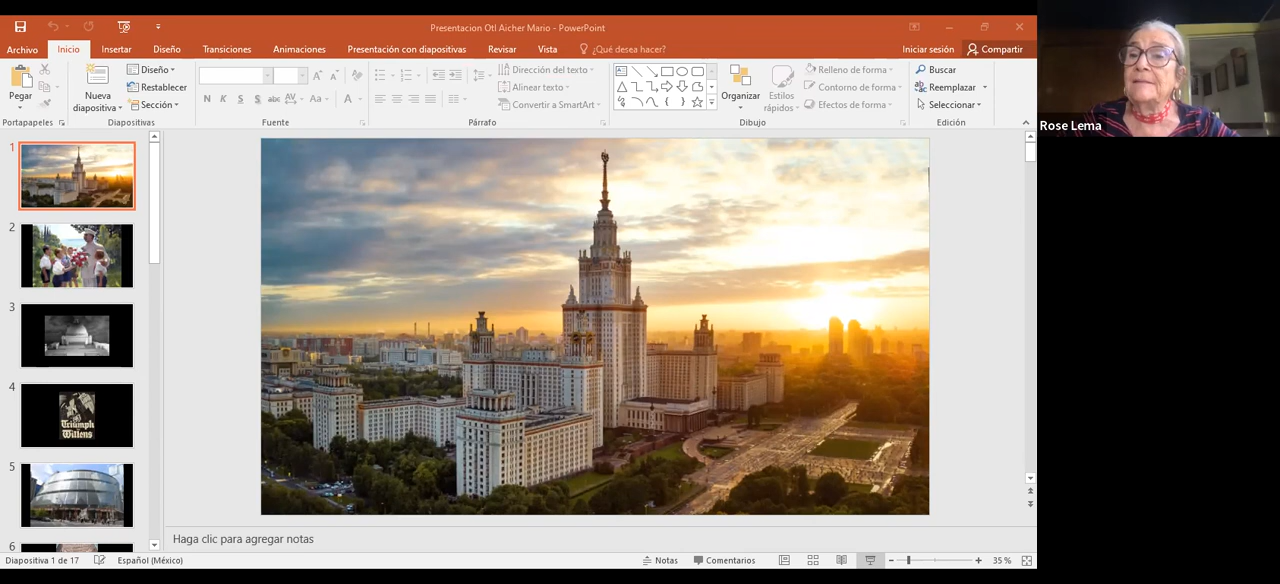 Presentacion Otl Aicher Mario - PowerPoint
Archivo Inicio Insertar Diseño Transiciones Animaciones Presentación con diapositivas Revisar Vista ¿Qué desea hacer? Iniciar sesión Compartir
Pegar
Nueva diapositiva
Diseño
Restablecer
Sección
N K S S abc AV Aa A
Dirección del texto
Alinear texto
Convertir a SmartArt
Organizar
Estilos rápidos
Relleno de forma
Contorno de forma
Efectos de forma
Buscar
Reemplazar
Seleccionar
Portapapeles Diapositivas Fuente Párrafo Dibujo Edición
Rose Lema
1
2
3
4
Triumph
Willens
5
6
Haga clic para agregar notas
Diapositiva 1 de 17 Español (México) Notas Comentarios 35 %